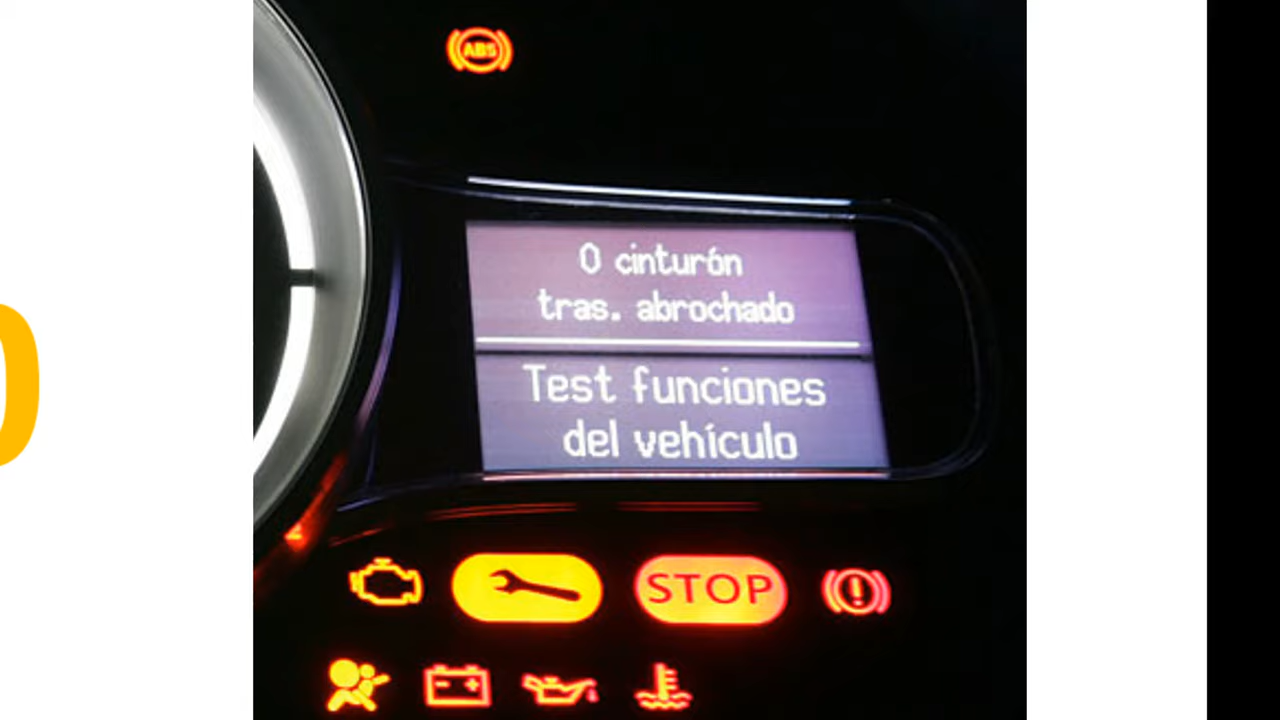 ABS
0 cinturón
tras. abrochado
Test funciones
del vehículo
STOP